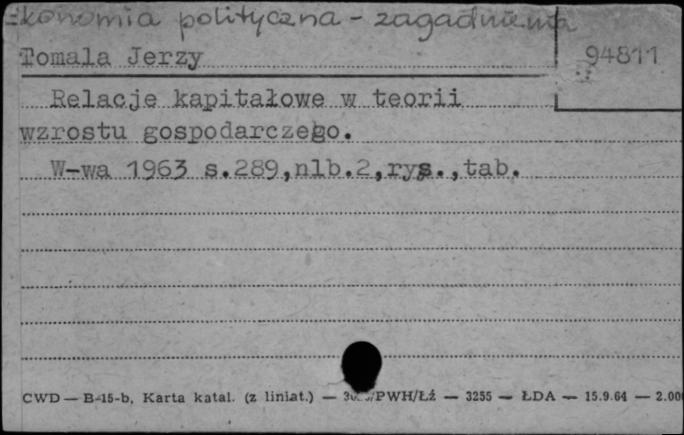 Ekonomia polityczna - zagadnienia
94811
Tomala Jerzy
Relacje kapitałowe w teorii
wzrostu gospodarczego.
W-wa 1963 s.289,nlb.2,rys.,tab.
CWD — B-15-b, Karta katal. (z liniat.) — /PWH/Łź — 3255 — ŁDA — 15.9.64 — 2.00